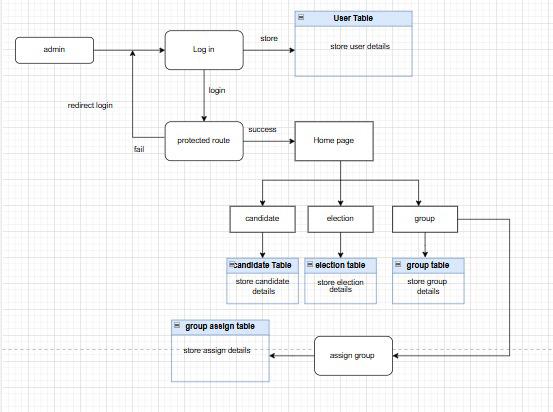 User Table
store
admin
Log in
store user details
login
redirect login
success
protected route
Home page
fail
candidate
election
group
candidate Table
election table
group table
store candidate
details
store election
details
store group
details
group assign table
store assign details
assign group